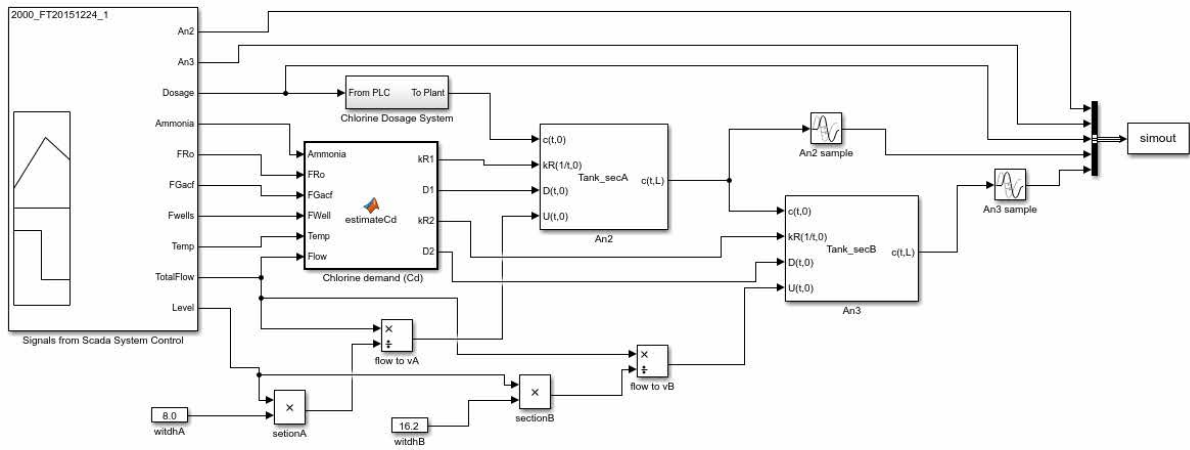 2000_FT20151224_1
An2
An3
Dosage
Ammonia
FRo
FGacf
Fwells
Temp
TotalFlow
Level
Signals from Scada System Control
From PLC To Plant
Chlorine Dosage System
Ammonia
FRo
FGacf
FWell
Temp
Flow
estimateCd
kR1
D1
kR2
D2
Chlorine demand (Cd)
c(t,0)
kR(1/t,0)
D(t,0)
U(t,0)
Tank_secA
c(t,L)
An2
An2 sample
c(t,0)
kR(1/t,0)
D(t,0)
U(t,0)
Tank_secB
c(t,L)
An3
An3 sample
simout
×
÷
flow to vA
×
÷
flow to vB
8.0
witdhA
×
setionA
16.2
witdhB
×
sectionB